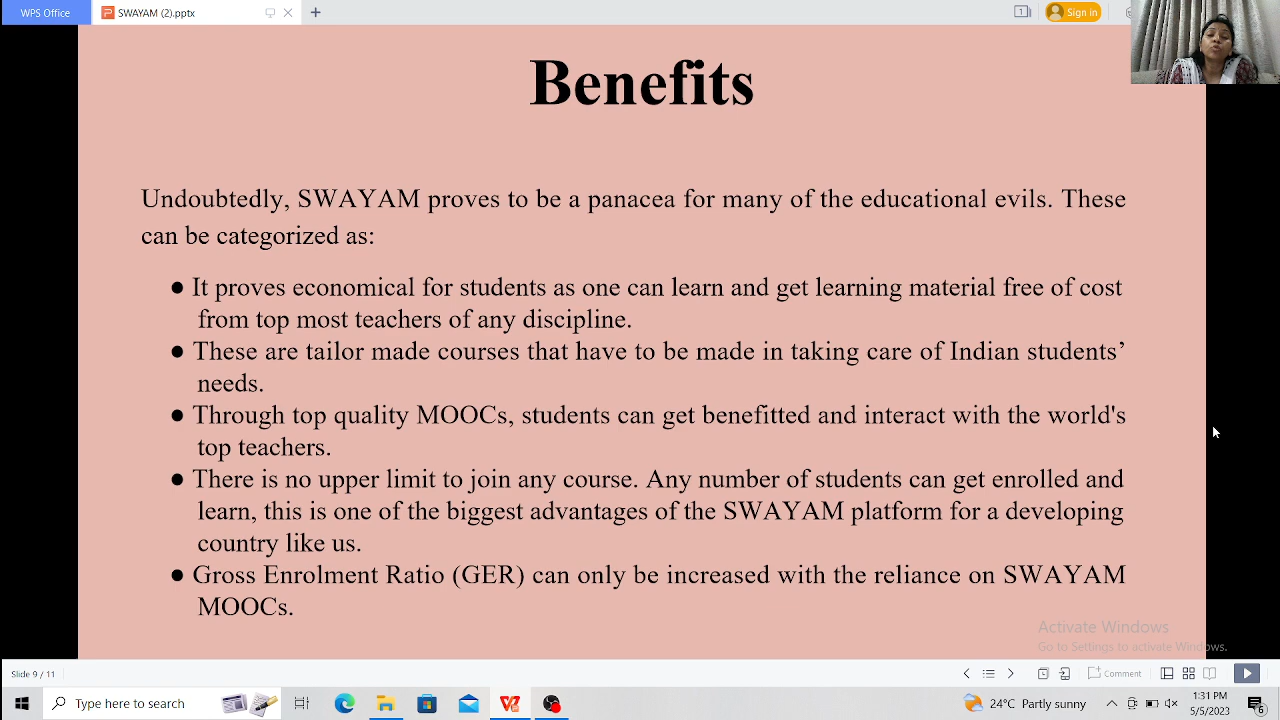 WPS Office
SWAYAM (2).pptx
1
Sign in
Benefits
Undoubtedly, SWAYAM proves to be a panacea for many of the educational evils. These
can be categorized as:
● It proves economical for students as one can learn and get learning material free of cost
from top most teachers of any discipline.
● These are tailor made courses that have to be made in taking care of Indian students’
needs.
● Through top quality MOOCs, students can get benefitted and interact with the world's
top teachers.
● There is no upper limit to join any course. Any number of students can get enrolled and
learn, this is one of the biggest advantages of the SWAYAM platform for a developing
country like us.
● Gross Enrolment Ratio (GER) can only be increased with the reliance on SWAYAM
MOOCs.
Activate Windows
Go to Settings to activate Windows.
Slide 9 / 11
Comment
Type here to search
24°C Partly sunny
1:31 PM
5/5/2023
6